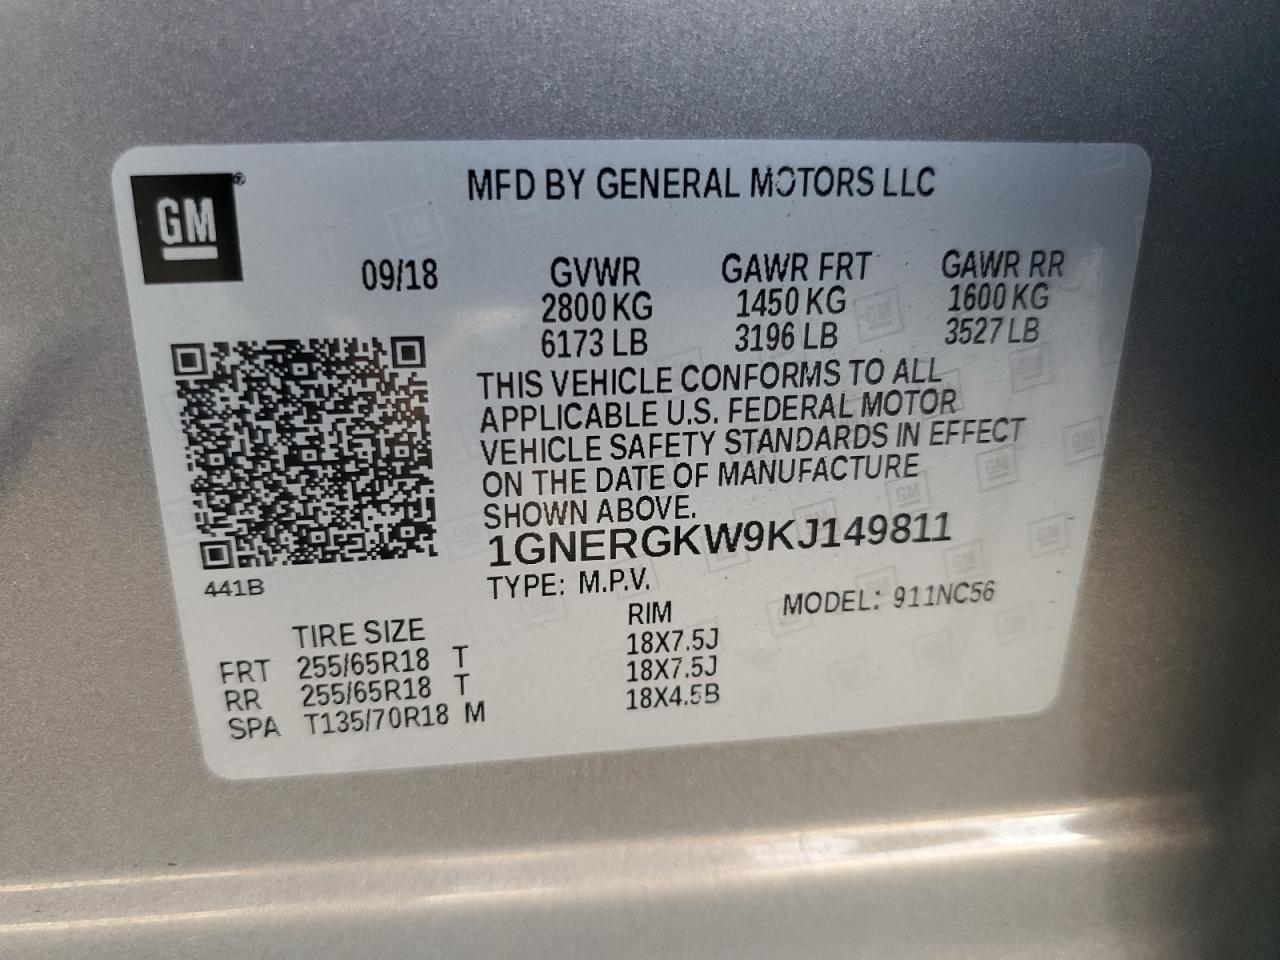 GM
MFD BY GENERAL MOTORS LLC
09/18 GVWR GAWR FRT GAWR RR
2800 KG 1450 KG 1600 KG
6173 LB 3196 LB 3527 LB
THIS VEHICLE CONFORMS TO ALL
APPLICABLE U.S. FEDERAL MOTOR
VEHICLE SAFETY STANDARDS IN EFFECT
ON THE DATE OF MANUFACTURE
SHOWN ABOVE.
1GNERGKW9KJ149811
441B
TYPE: M.P.V. MODEL: 911NC56
TIRE SIZE RIM
FRT 255/65R18 T 18X7.5J
RR 255/65R18 T 18X7.5J
SPA T135/70R18 M 18X4.5B